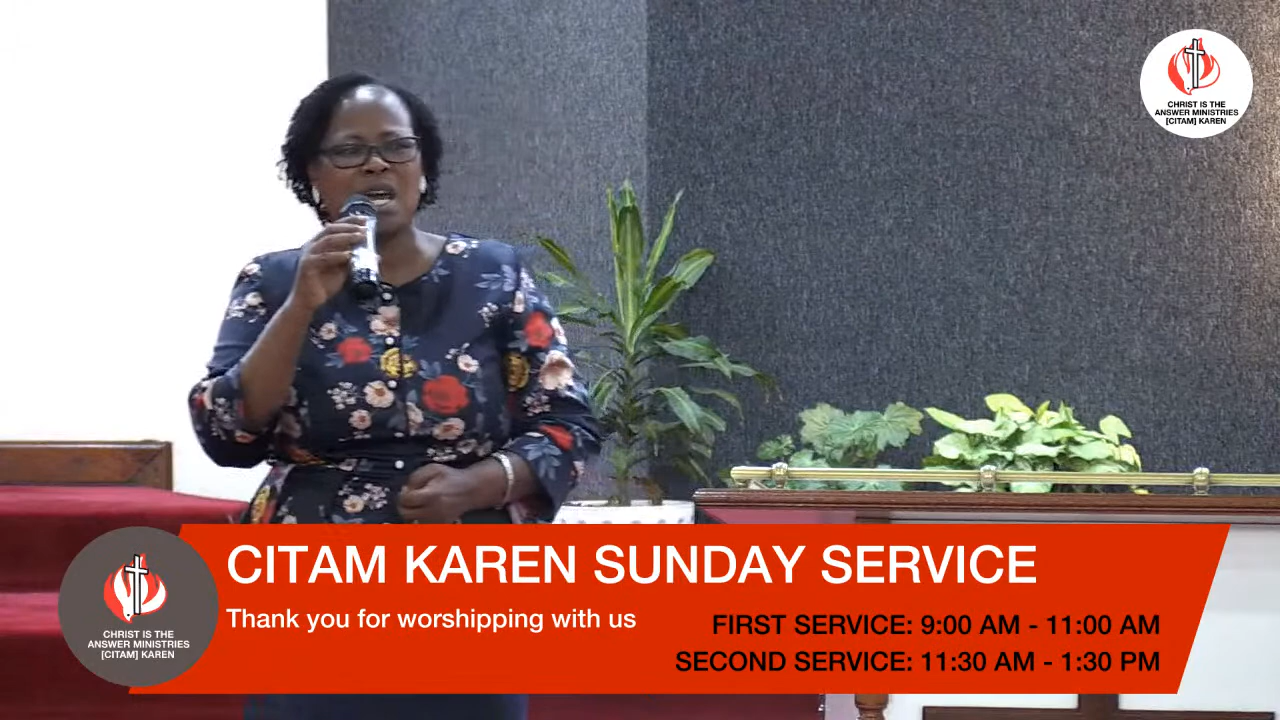 CHRIST IS THE
ANSWER MINISTRIES
[CITAM] KAREN
CITAM KAREN SUNDAY SERVICE
Thank you for worshipping with us
FIRST SERVICE: 9:00 AM - 11:00 AM
SECOND SERVICE: 11:30 AM - 1:30 PM
CHRIST IS THE
ANSWER MINISTRIES
[CITAM] KAREN